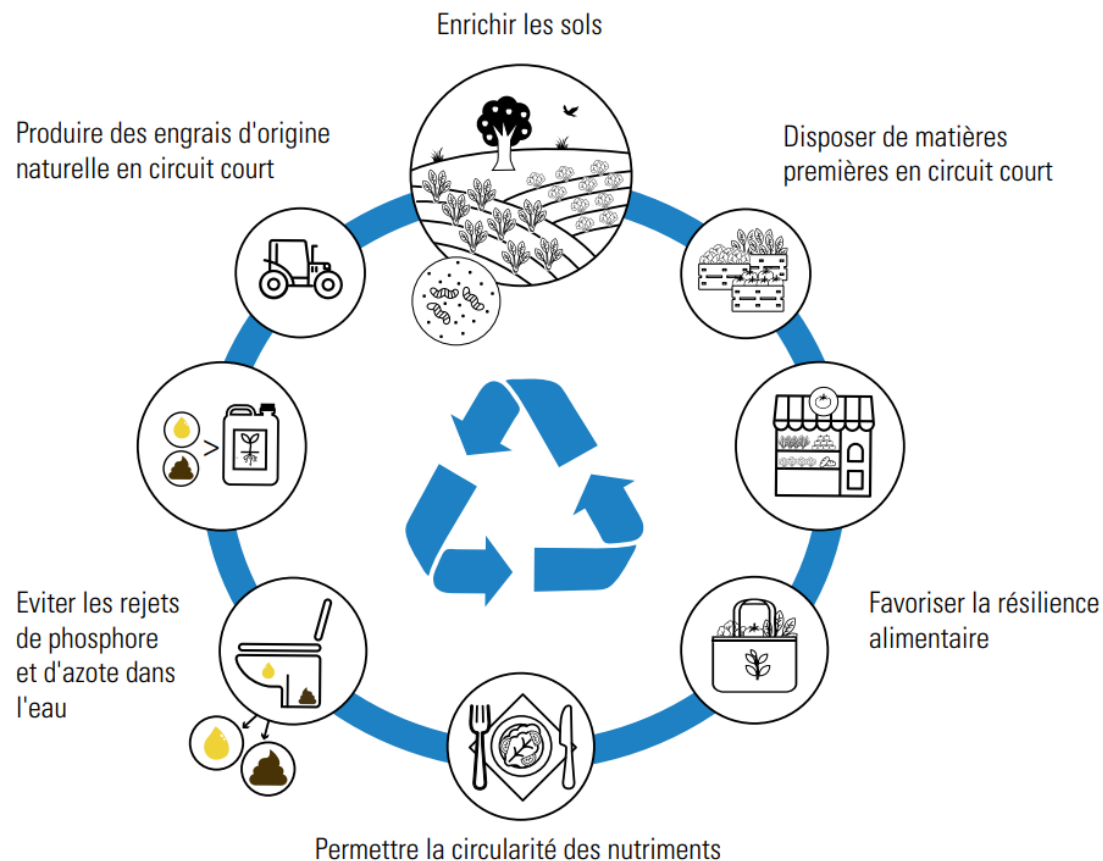 Enrichir les sols
Produire des engrais d'origine
naturelle en circuit court
Disposer de matières
premières en circuit court
>
Eviter les rejets
de phosphore
et d'azote dans
l'eau
Favoriser la résilience
alimentaire
Permettre la circularité des nutriments